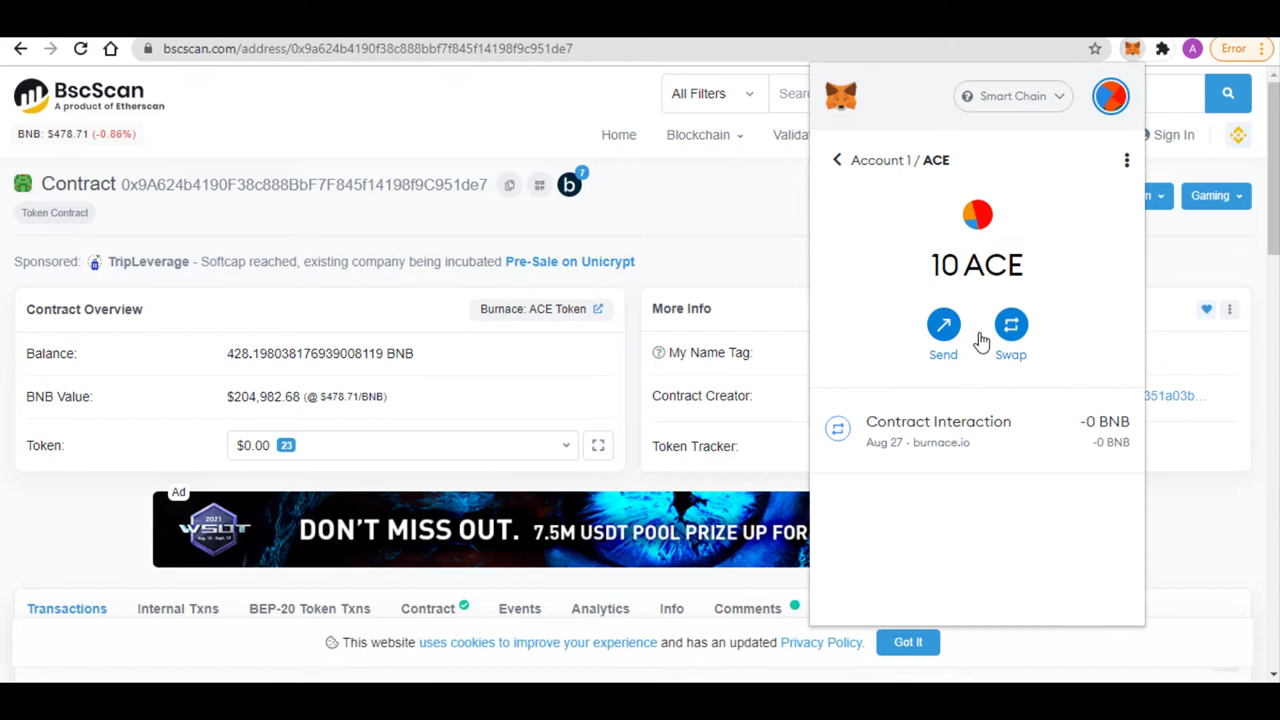 bscscan.com/address/0x9a624b4190f38c888bbf7f845f14198f9c951de7
A
Error
BscScan
A product of Etherscan
All Filters
Sear
BNB: $478.71 (-0.86%)
Home
Blockchain
Valida
Sign In
Contract 0x9A624b4190F38c888BbF7F845f14198f9C951de7
b
7
n
Gaming
Token Contract
Sponsored: TripLeverage - Softcap reached, existing company being incubated Pre-Sale on Unicrypt
Contract Overview
Burnace: ACE Token
Balance:
428.198038176939008119 BNB
BNB Value:
$204,982.68 (@ $478.71/BNB)
Token:
$0.00 23
More Info
My Name Tag:
Contract Creator:
351a03b...
Token Tracker:
Smart Chain
Account 1 / ACE
10 ACE
Send
Swap
Contract Interaction
-0 BNB
Aug 27 · burnace.io
-0 BNB
Ad
2021
WSOT
DON'T MISS OUT. 7.5M USDT POOL PRIZE UP FOR
Transactions
Internal Txns
BEP-20 Token Txns
Contract
Events
Analytics
Info
Comments
This website uses cookies to improve your experience and has an updated Privacy Policy.
Got It